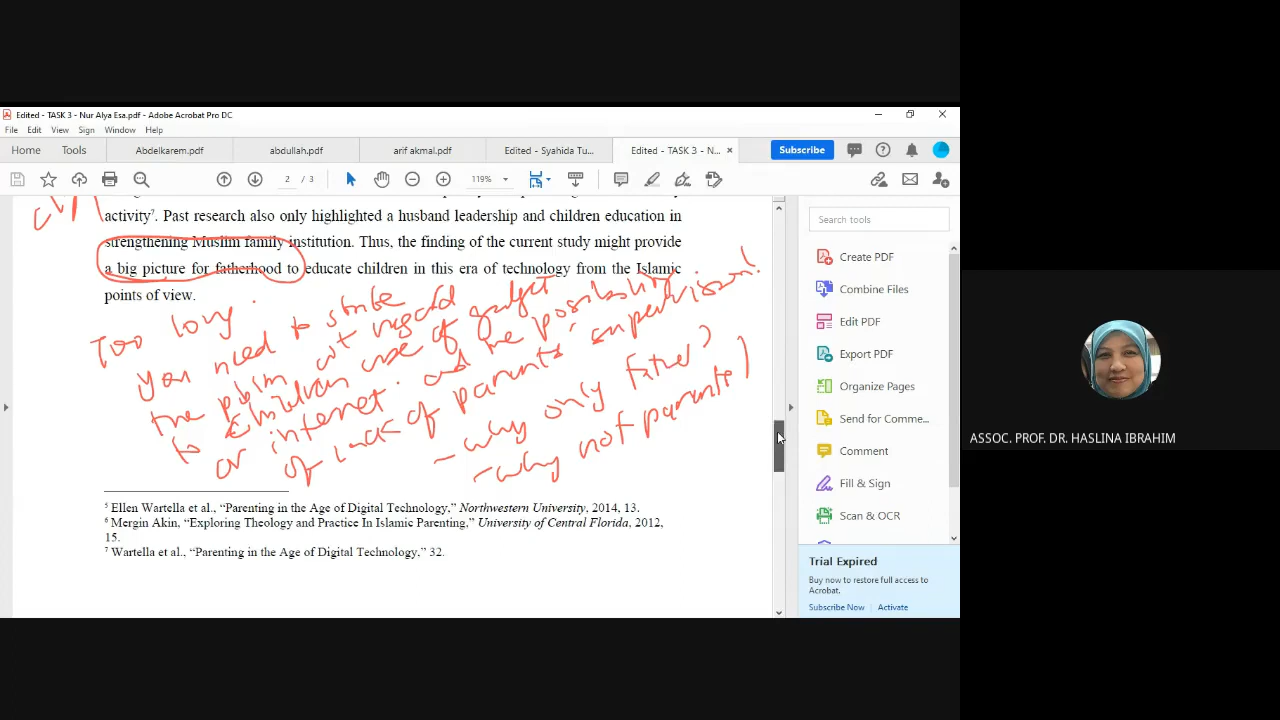 Edited - TASK 3 - Nur Alya Esa.pdf - Adobe Acrobat Pro DC
File Edit View Sign Window Help
Home Tools Abdelkarem.pdf abdullah.pdf arif akmal.pdf Edited - Syahida Tu... Edited - TASK 3 - N... ×
Subscribe
2 / 3 119%
activity7. Past research also only highlighted a husband leadership and children education in
strengthening Muslim family institution. Thus, the finding of the current study might provide
a big picture for fatherhood to educate children in this era of technology from the Islamic
points of view.
Too long.
you need to state
the pblm wt regard
to children use of gadget
or internet. and the possibility
of lack of parents' supervision!
- why only father?
- why not parents?
5 Ellen Wartella et al., “Parenting in the Age of Digital Technology,” Northwestern University, 2014, 13.
6 Mergin Akin, “Exploring Theology and Practice In Islamic Parenting,” University of Central Florida, 2012,
15.
7 Wartella et al., “Parenting in the Age of Digital Technology,” 32.
Search tools
Create PDF
Combine Files
Edit PDF
Export PDF
Organize Pages
Send for Comme...
Comment
Fill & Sign
Scan & OCR
Trial Expired
Buy now to restore full access to
Acrobat.
Subscribe Now Activate
ASSOC. PROF. DR. HASLINA IBRAHIM